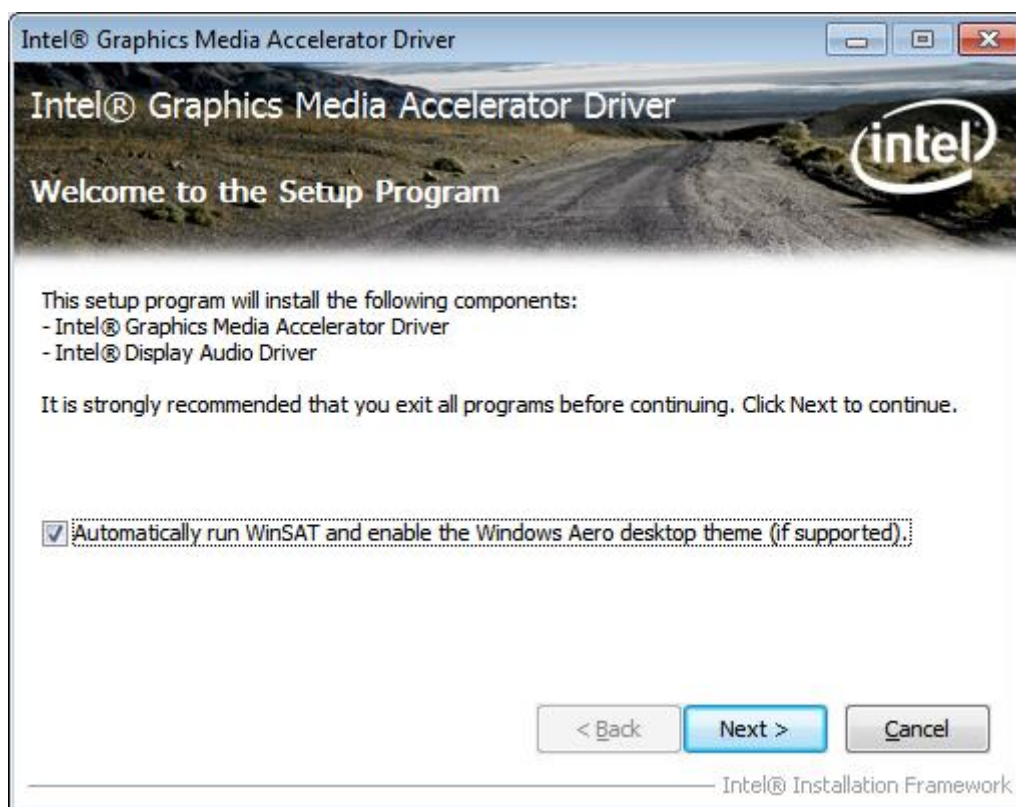 Intel® Graphics Media Accelerator Driver
Intel® Graphics Media Accelerator Driver
intel
Welcome to the Setup Program
This setup program will install the following components:
- Intel® Graphics Media Accelerator Driver
- Intel® Display Audio Driver
It is strongly recommended that you exit all programs before continuing. Click Next to continue.
Automatically run WinSAT and enable the Windows Aero desktop theme (if supported).
< Back Next > Cancel
Intel® Installation Framework